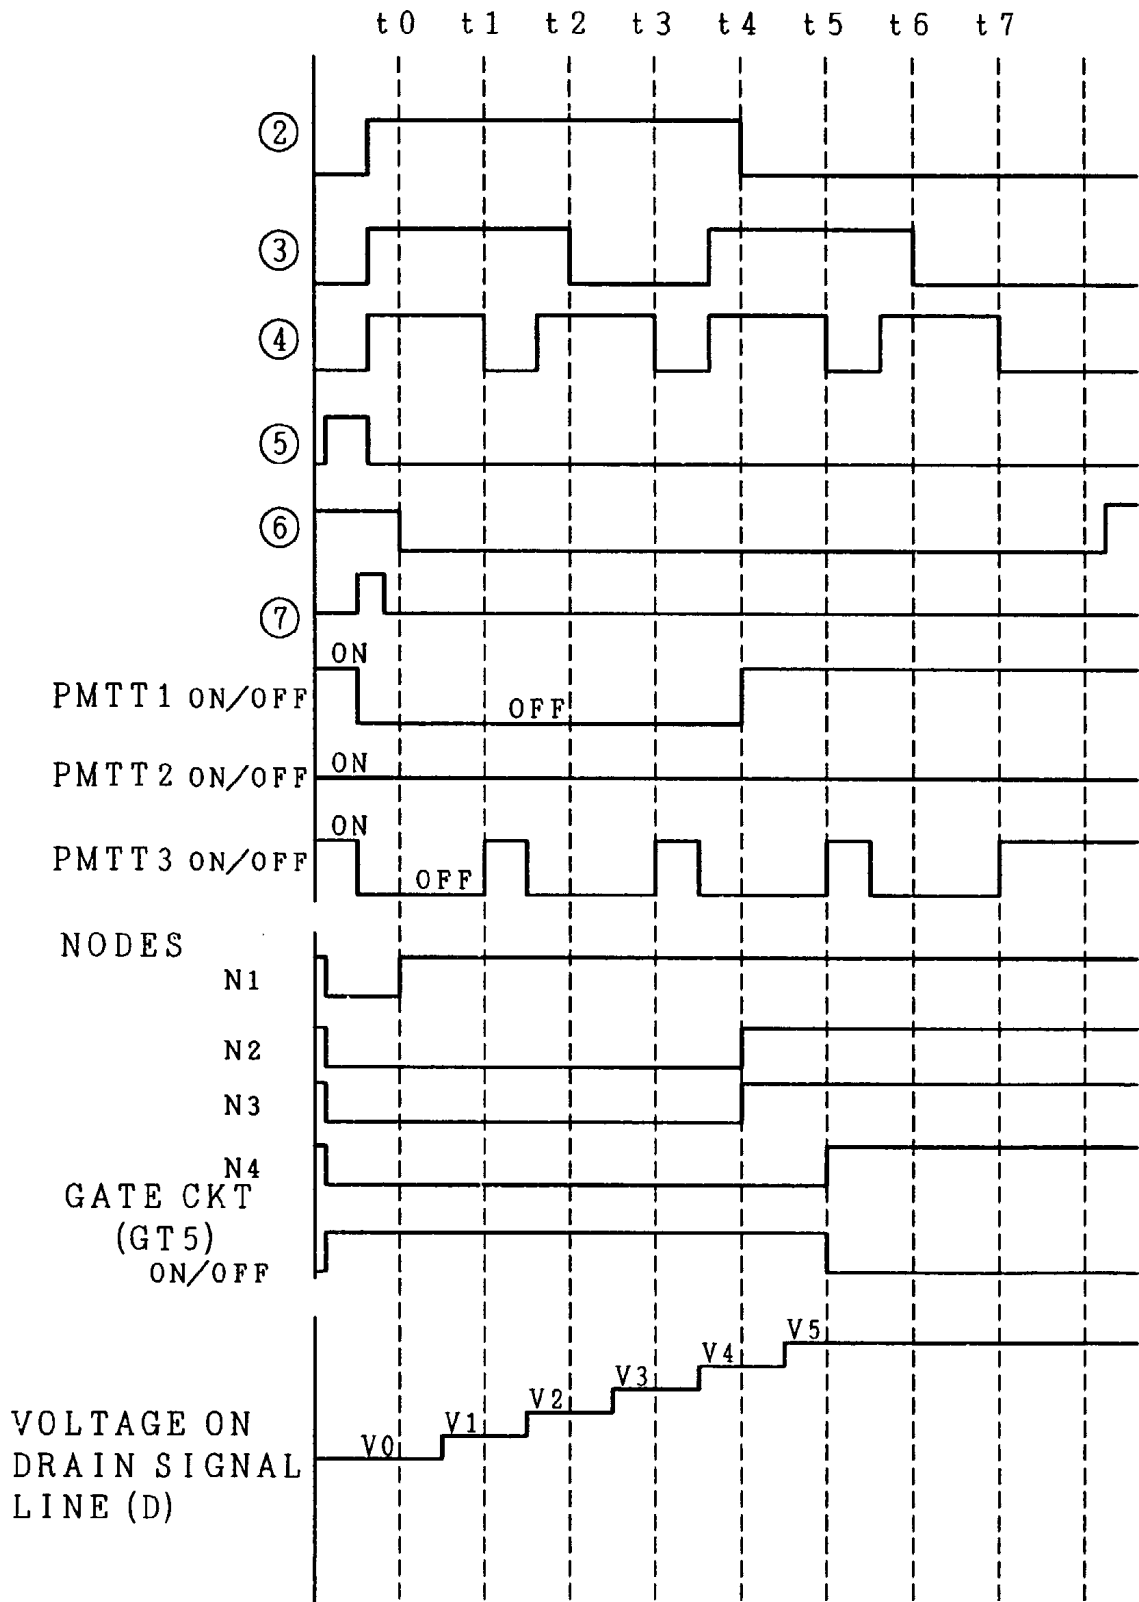 t0 t1 t2 t3 t4 t5 t6 t7
②
③
④
⑤
⑥
⑦
ON
PMTT1 ON/OFF
OFF
PMTT2 ON/OFF
ON
ON
PMTT3 ON/OFF
OFF
NODES
N1
N2
N3
N4
GATE CKT
(GT5)
ON/OFF
V5
V4
V3
V2
V1
V0
VOLTAGE ON
DRAIN SIGNAL
LINE (D)